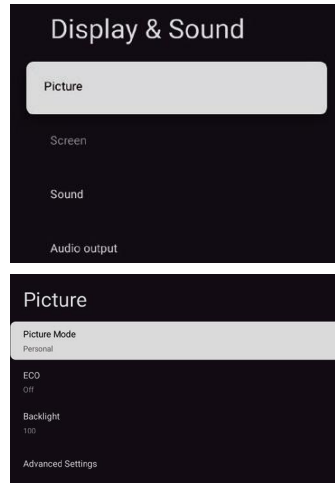 Display & Sound
Picture
Screen
Sound
Audio output
Picture
Picture Mode
Personal
ECO
Off
Backlight
100
Advanced Settings